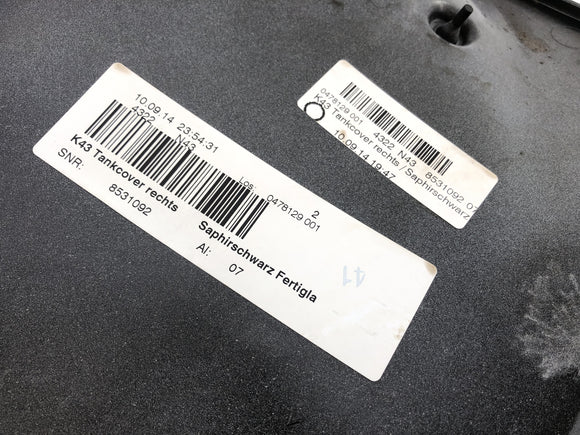 10 09.14 23:54:31
4322 N43
Los: 0478129 001 2
K43 Tankcover rechts Saphirschwarz Fertigla
SNR: 8531092 AI: 07
41
0478129 001 4322 N43 8531092 0
K43 Tankcover rechts / Saphirschwarz
10.09.14 19:47